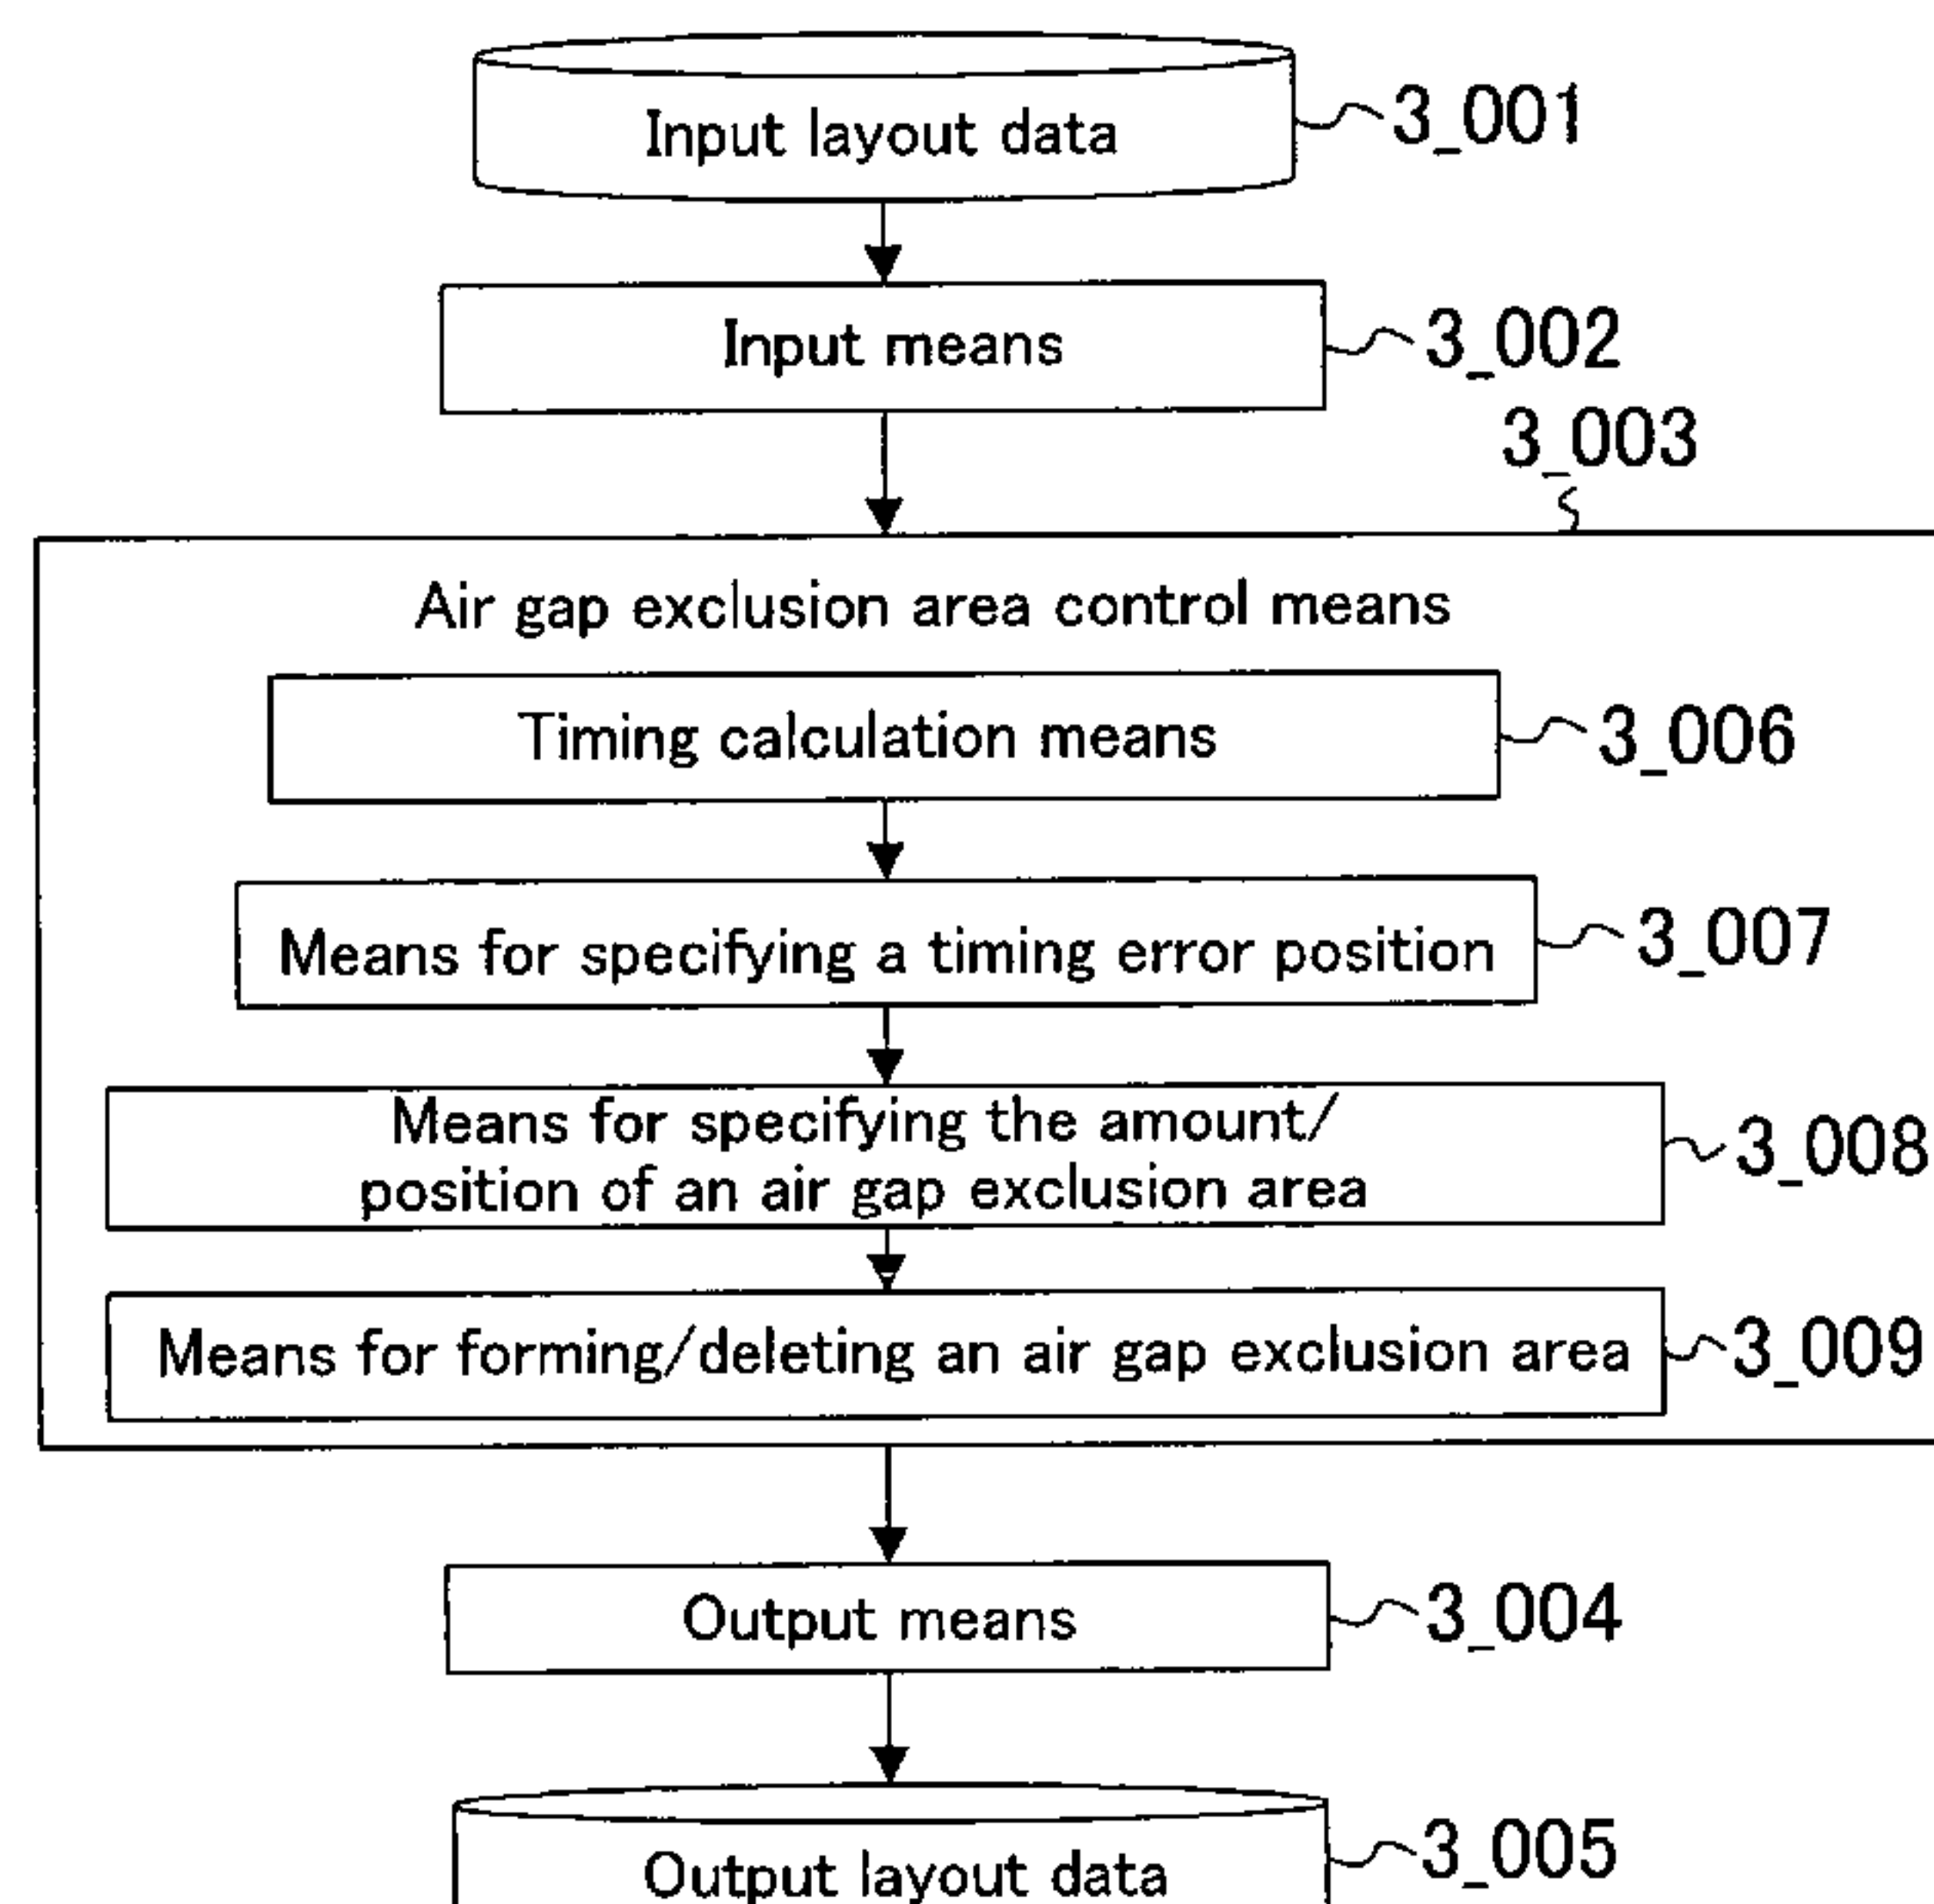 Input layout data
3_001
Input means
3_002
3_003
Air gap exclusion area control means
Timing calculation means
3_006
Means for specifying a timing error position
3_007
Means for specifying the amount/
position of an air gap exclusion area
3_008
Means for forming/deleting an air gap exclusion area
3_009
Output means
3_004
Output layout data
3_005